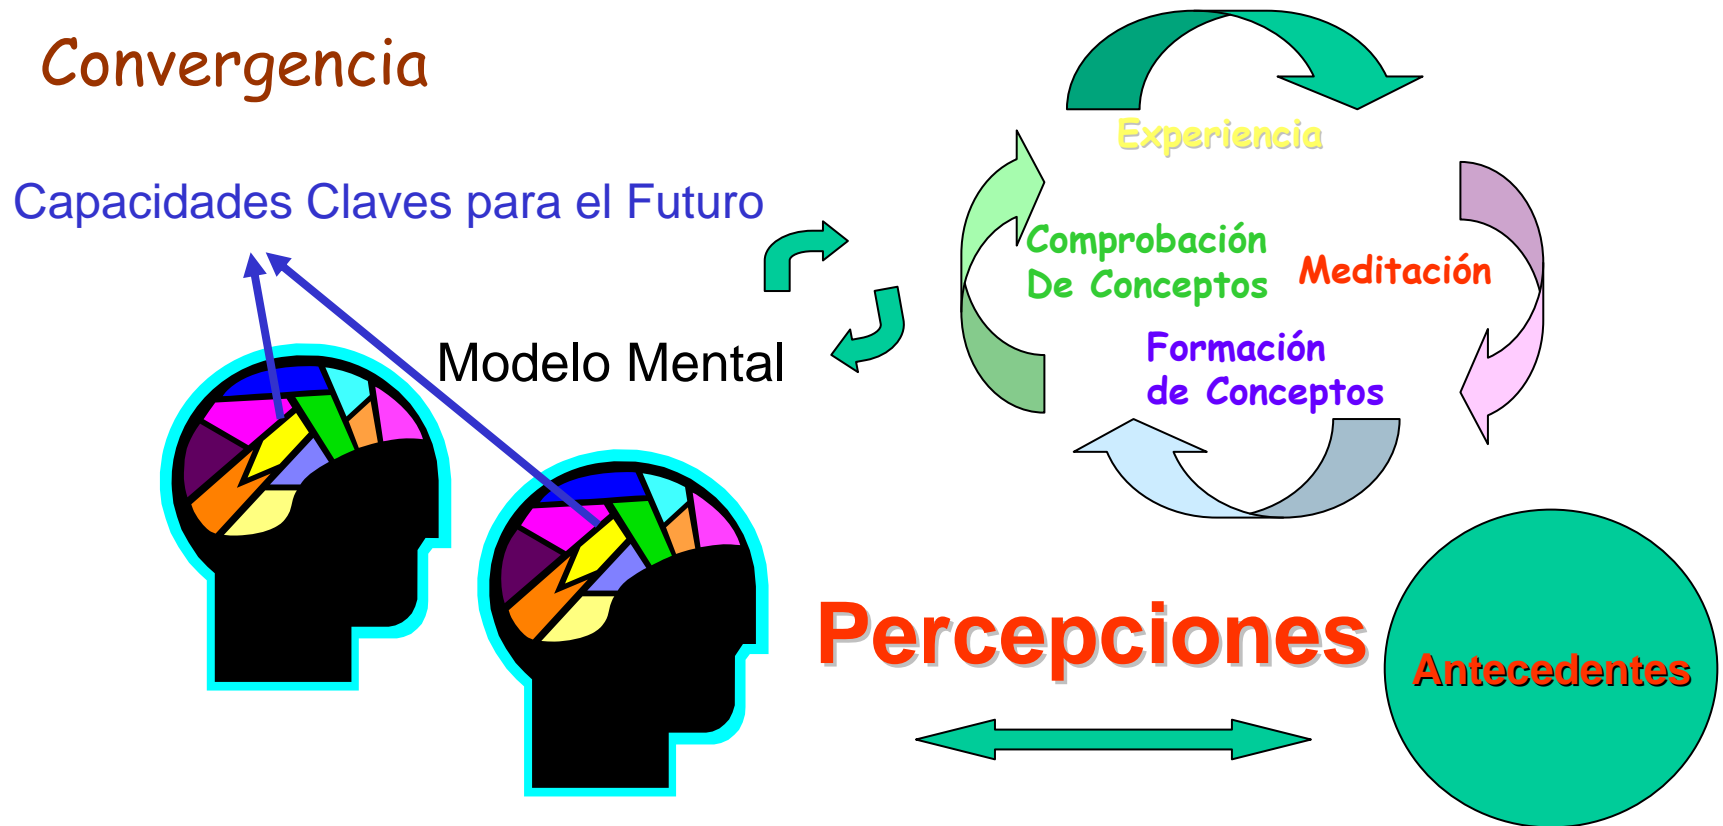 Convergencia
Capacidades Claves para el Futuro
Modelo Mental
Experiencia
Comprobación
De Conceptos
Meditación
Formación
de Conceptos
Percepciones
Antecedentes